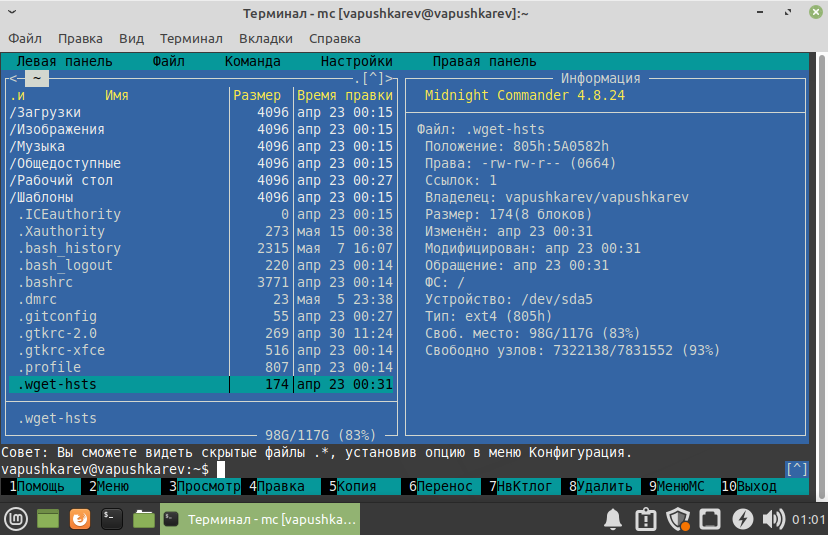 Терминал - mc [vapushkarev@vapushkarev]:~
Файл Правка Вид Терминал Вкладки Справка
Левая панель Файл Команда Настройки Правая панель
<─ ~ .[^]> Информация
.и Имя Размер Время правки Midnight Commander 4.8.24
/Загрузки 4096 апр 23 00:15
/Изображения 4096 апр 23 00:15 Файл: .wget-hsts
/Музыка 4096 апр 23 00:15 Положение: 805h:5A0582h
/Общедоступные 4096 апр 23 00:15 Права: -rw-rw-r-- (0664)
/Рабочий стол 4096 апр 23 00:27 Ссылок: 1
/Шаблоны 4096 апр 23 00:15 Владелец: vapushkarev/vapushkarev
.ICEauthority 0 апр 23 00:15 Размер: 174(8 блоков)
.Xauthority 273 мая 15 00:38 Изменён: апр 23 00:31
.bash_history 2315 мая 7 16:07 Модифицирован: апр 23 00:31
.bash_logout 220 апр 23 00:14 Обращение: апр 23 00:31
.bashrc 3771 апр 23 00:14 ФС: /
.dmrc 23 мая 5 23:38 Устройство: /dev/sda5
.gitconfig 55 апр 23 00:27 Тип: ext4 (805h)
.gtkrc-2.0 269 апр 30 11:24 Своб. место: 98G/117G (83%)
.gtkrc-xfce 516 апр 23 00:14 Свободно узлов: 7322138/7831552 (93%)
.profile 807 апр 23 00:14
.wget-hsts 174 апр 23 00:31
.wget-hsts
98G/117G (83%)
Совет: Вы сможете видеть скрытые файлы .*, установив опцию в меню Конфигурация.
vapushkarev@vapushkarev:~$ [^]
1Помощь 2Меню 3Просмотр 4Правка 5Копия 6Перенос 7НвКтлог 8Удалить 9МенюМС 10Выход
Терминал - mc [vapushka... 01:01